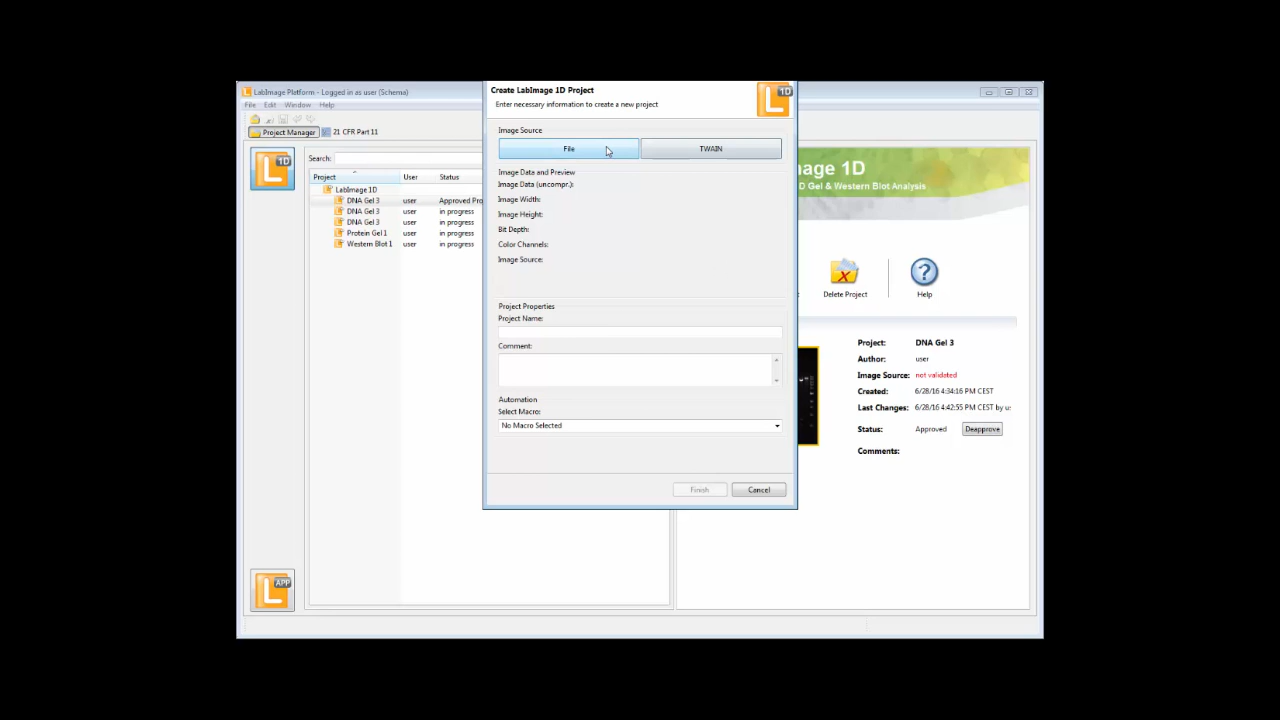 LabImage Platform - Logged in as user (Schema)
File Edit Window Help
Project Manager 21 CFR Part 11
1D
Search:
Project User Status
LabImage 1D
DNA Gel 3 user Approved Pro
DNA Gel 3 user in progress
DNA Gel 3 user in progress
Protein Gel 1 user in progress
Western Blot 1 user in progress
L APP
Create LabImage 1D Project
Enter necessary information to create a new project
L 1D
Image Source
File TWAIN
Image Data and Preview
Image Data (uncompr.):
Image Width:
Image Height:
Bit Depth:
Color Channels:
Image Source:
Project Properties
Project Name:
Comment:
Automation
Select Macro:
No Macro Selected
Finish Cancel
age 1D
D Gel & Western Blot Analysis
Delete Project Help
Project: DNA Gel 3
Author: user
Image Source: not validated
Created: 6/28/16 4:34:16 PM CEST
Last Changes: 6/28/16 4:42:55 PM CEST by u
Status: Approved Deapprove
Comments: